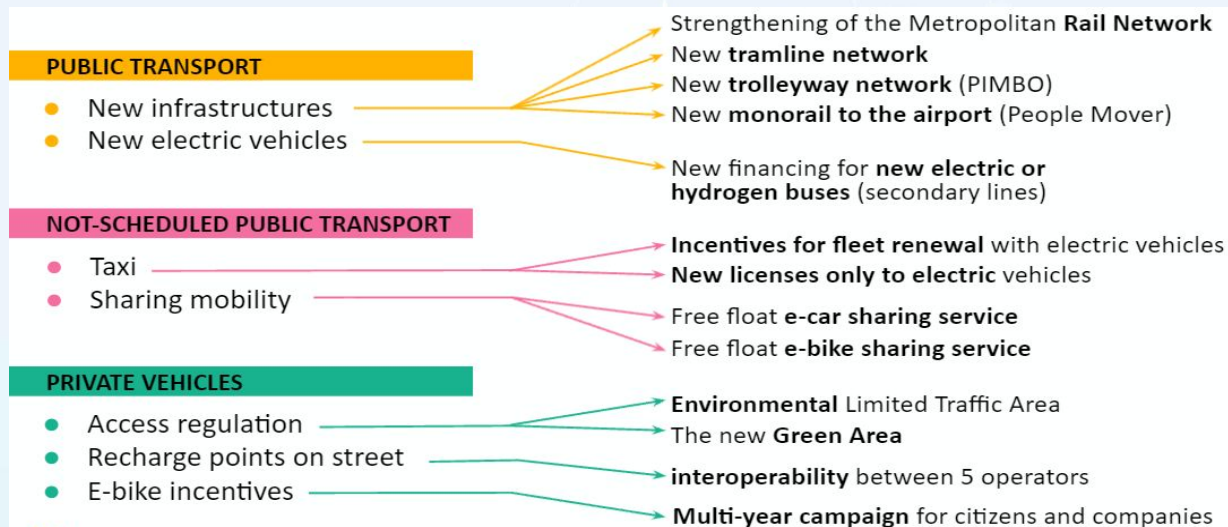 PUBLIC TRANSPORT
New infrastructures
New electric vehicles
Strengthening of the Metropolitan Rail Network
New tramline network
New trolleyway network (PIMBO)
New monorail to the airport (People Mover)
New financing for new electric or
hydrogen buses (secondary lines)
NOT-SCHEDULED PUBLIC TRANSPORT
Taxi
Sharing mobility
Incentives for fleet renewal with electric vehicles
New licenses only to electric vehicles
Free float e-car sharing service
Free float e-bike sharing service
PRIVATE VEHICLES
Access regulation
Recharge points on street
E-bike incentives
Environmental Limited Traffic Area
The new Green Area
interoperability between 5 operators
Multi-year campaign for citizens and companies